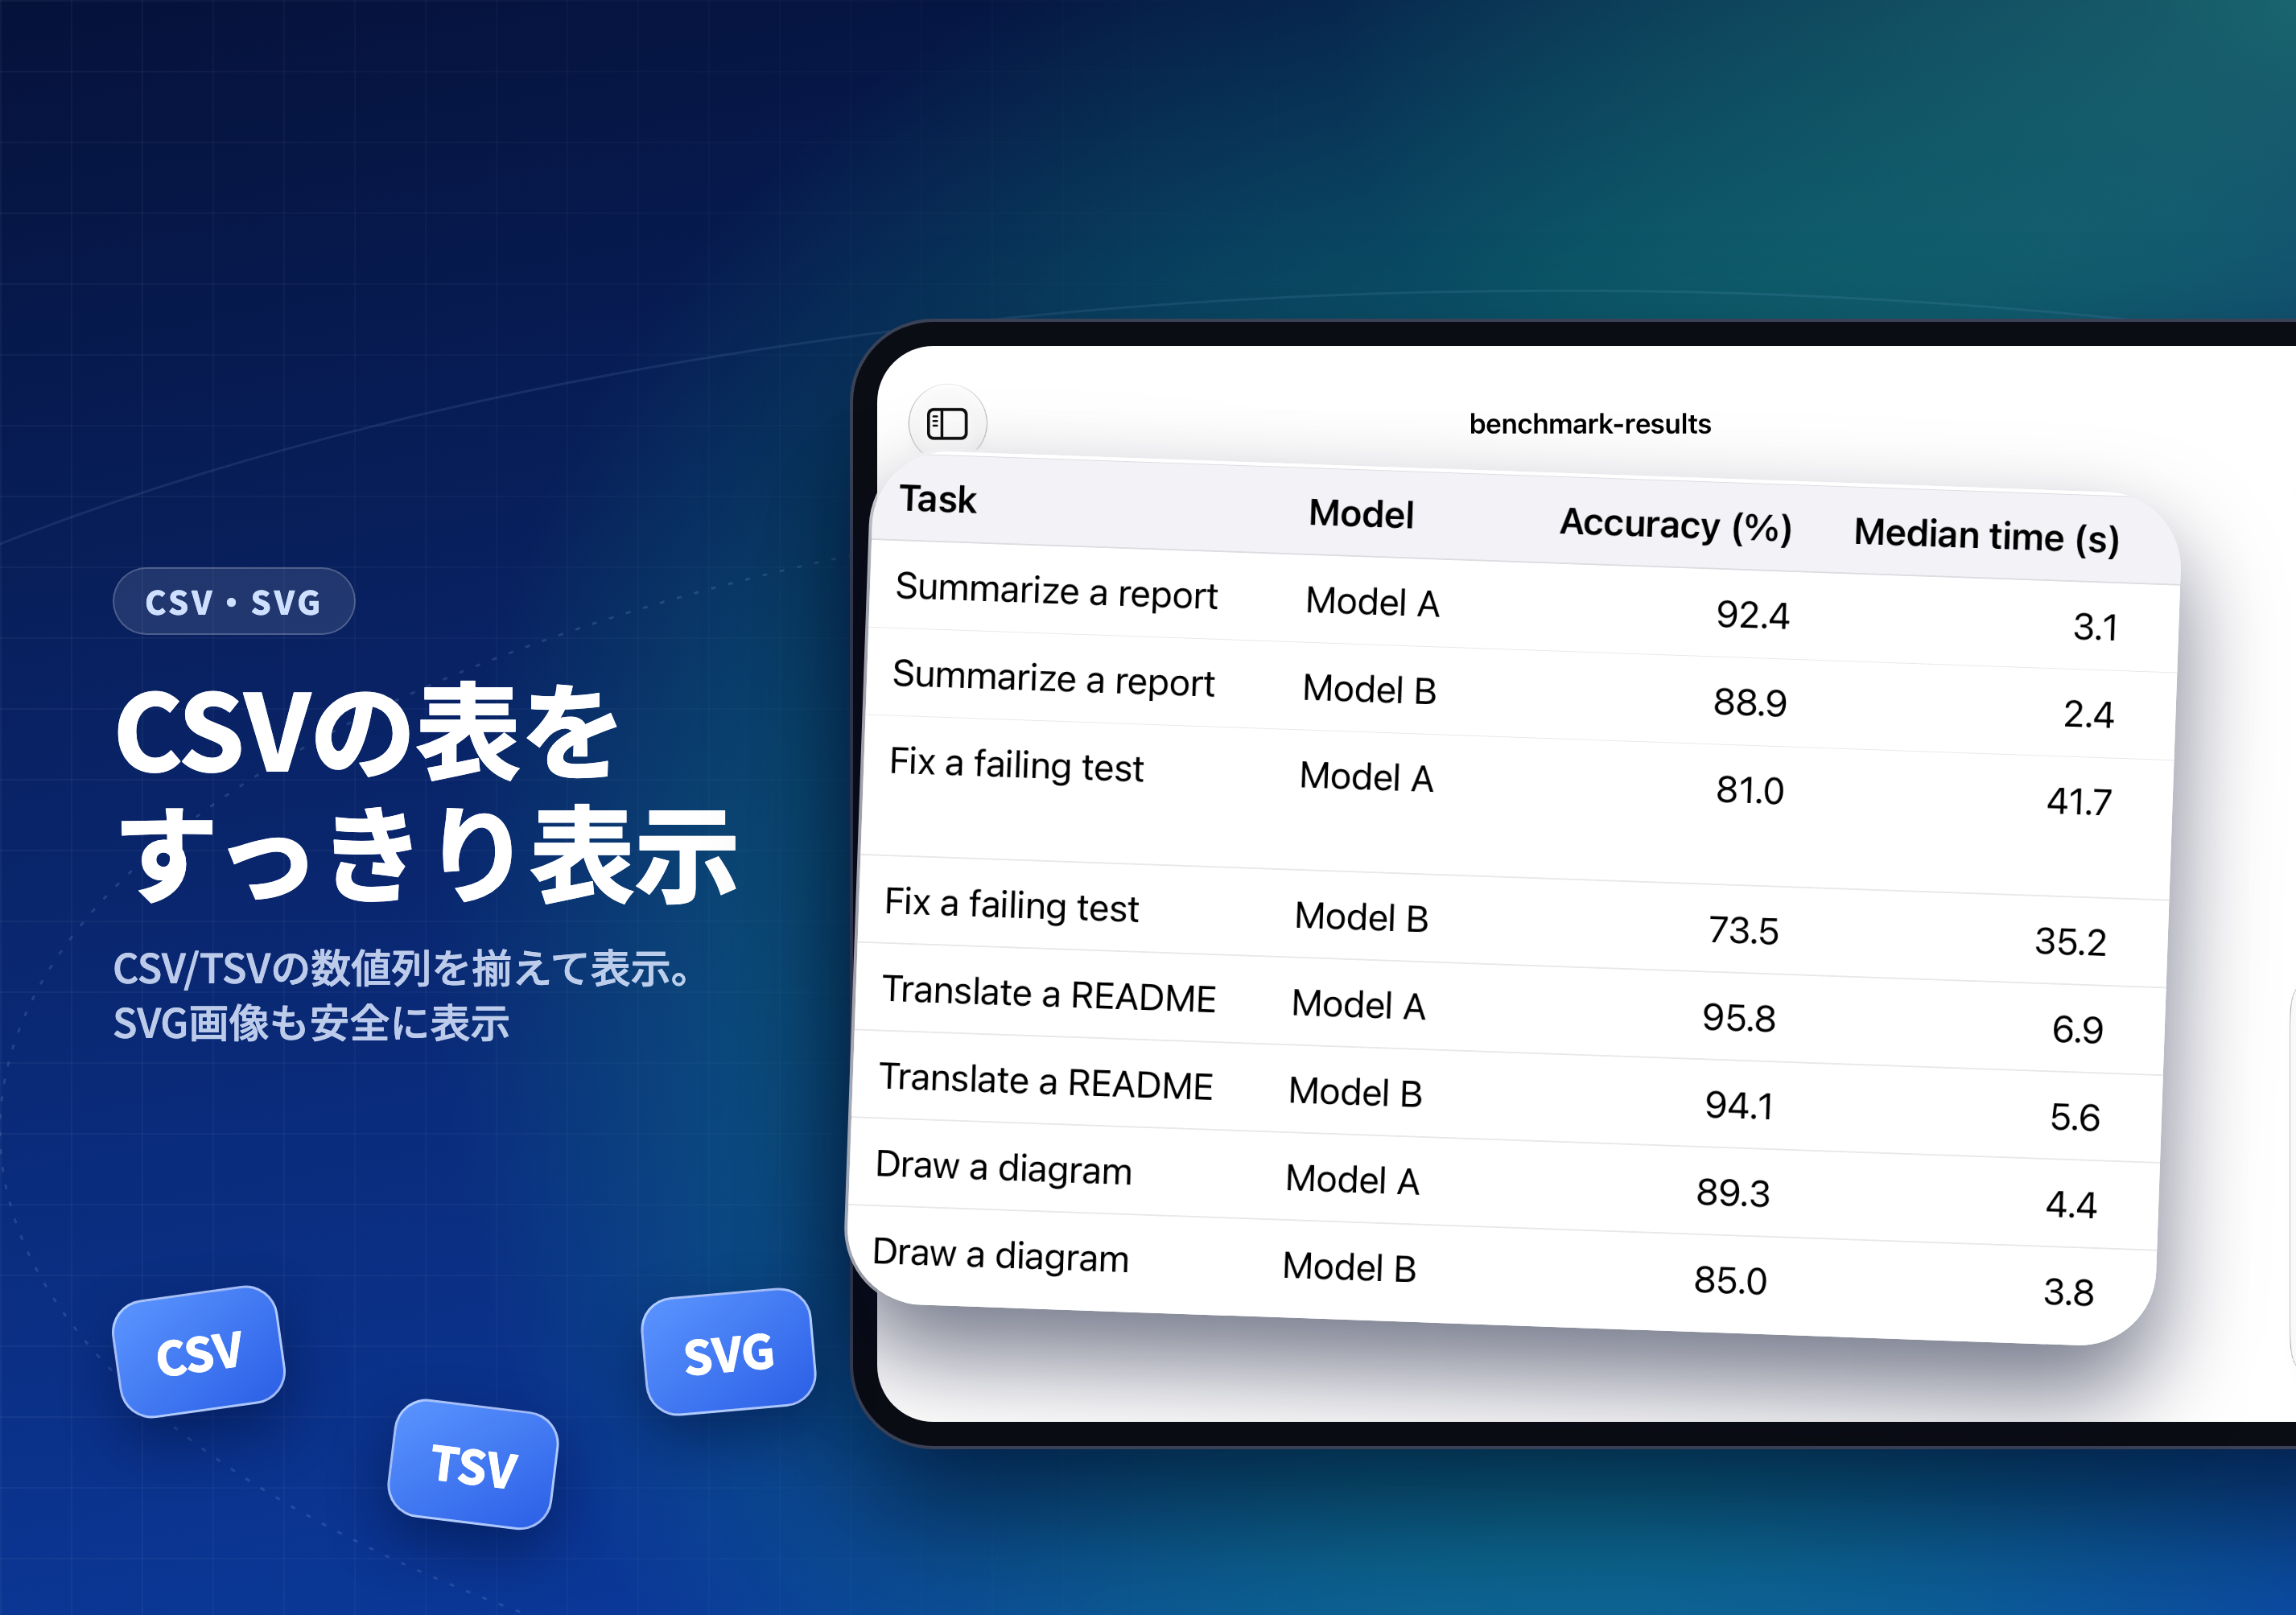 CSV・SVG
CSVの表を
すっきり表示
CSV/TSVの数値列を揃えて表示。
SVG画像も安全に表示
CSV
TSV
SVG
benchmark-results
Task Model Accuracy (%) Median time (s)
Summarize a report Model A 92.4 3.1
Summarize a report Model B 88.9 2.4
Fix a failing test Model A 81.0 41.7
Fix a failing test Model B 73.5 35.2
Translate a README Model A 95.8 6.9
Translate a README Model B 94.1 5.6
Draw a diagram Model A 89.3 4.4
Draw a diagram Model B 85.0 3.8